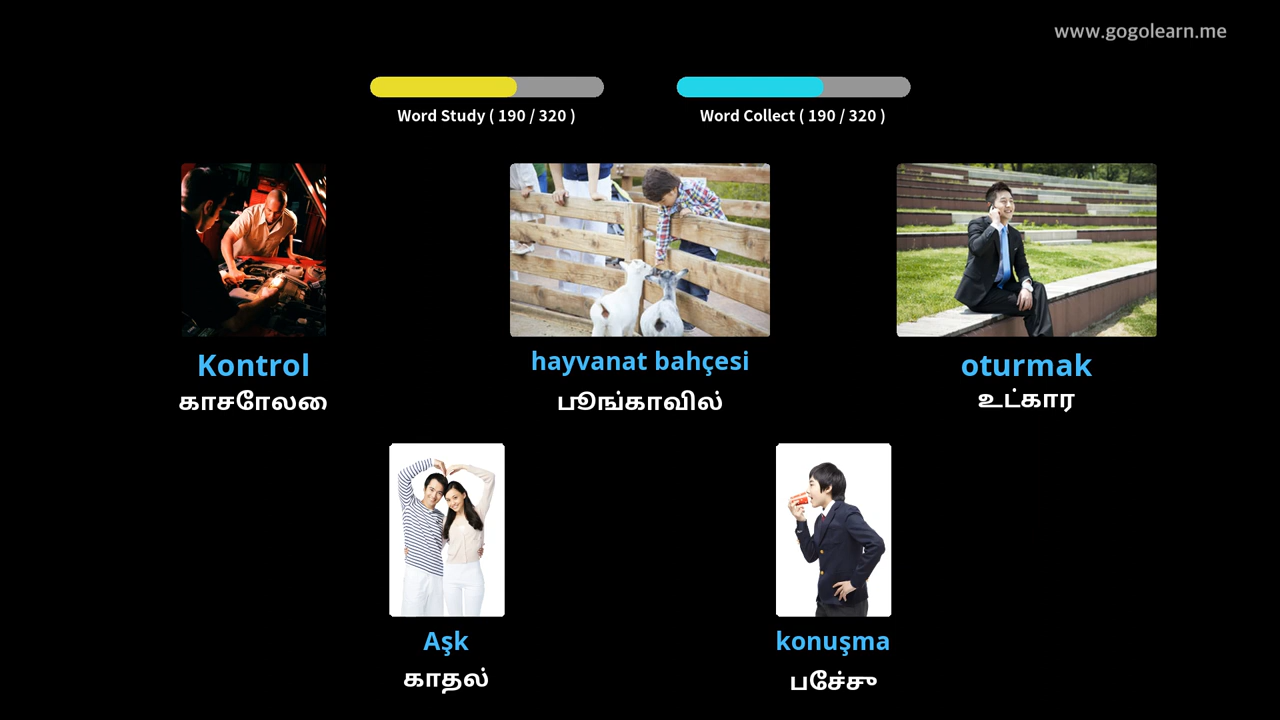 www.gogolearn.me
Word Study ( 190 / 320 )
Word Collect ( 190 / 320 )
Kontrol
காசோலை
hayvanat bahçesi
பூங்காவில்
oturmak
உட்கார
Aşk
காதல்
konuşma
பேச்சு